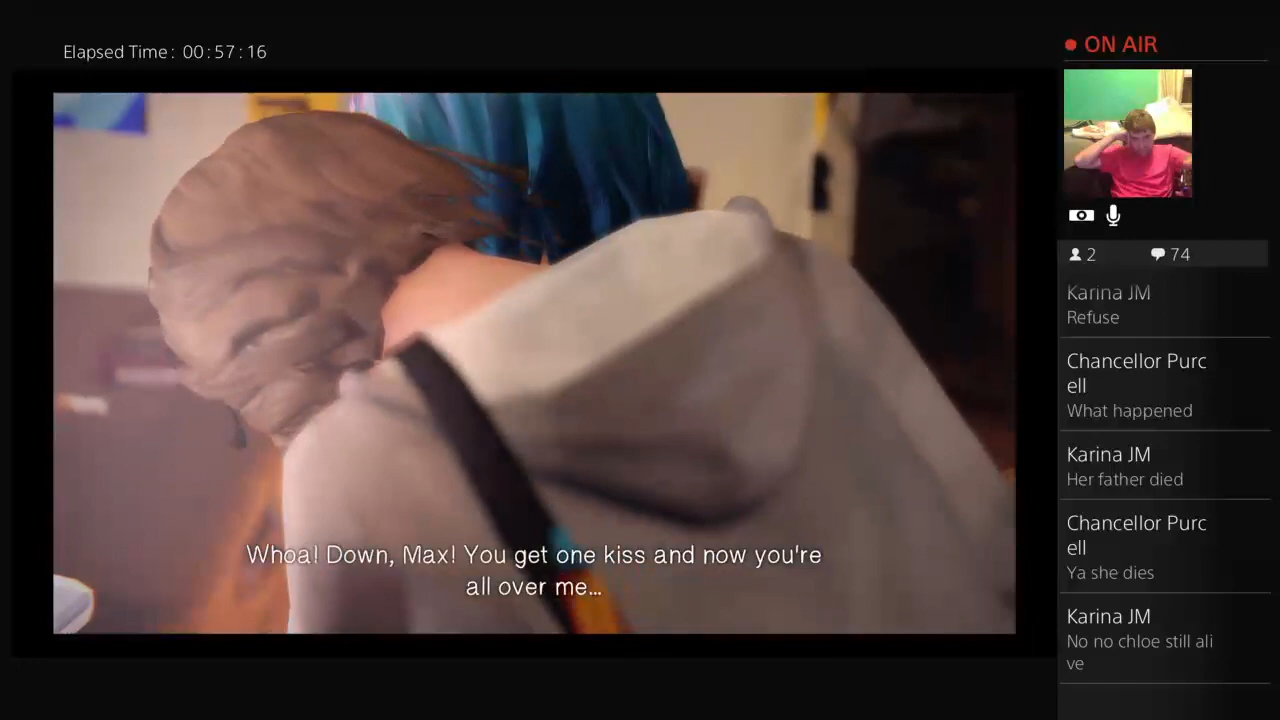 Elapsed Time: 00:57:16
ON AIR
2 74
Karina JM
Refuse
Chancellor Purc
ell
What happened
Karina JM
Her father died
Chancellor Purc
ell
Ya she dies
Karina JM
No no chloe still ali
ve
Whoa! Down, Max! You get one kiss and now you're
all over me...